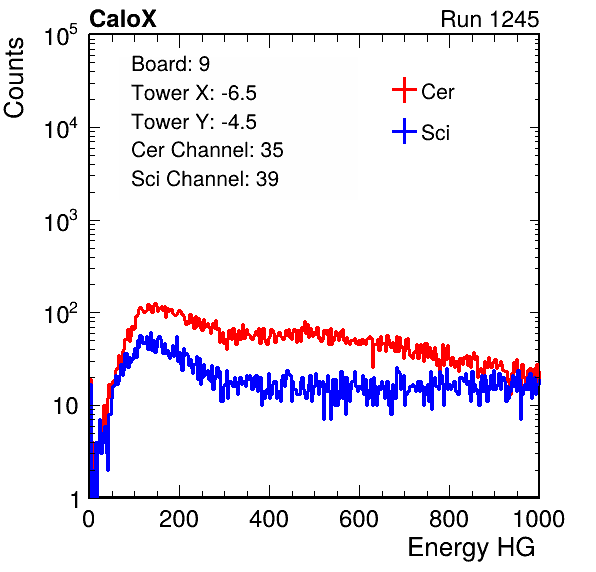 CaloX Run 1245
Counts
10^5
10^4
10^3
10^2
10
1
Board: 9
Tower X: -6.5
Tower Y: -4.5
Cer Channel: 35
Sci Channel: 39
Cer
Sci
0 200 400 600 800 1000
Energy HG